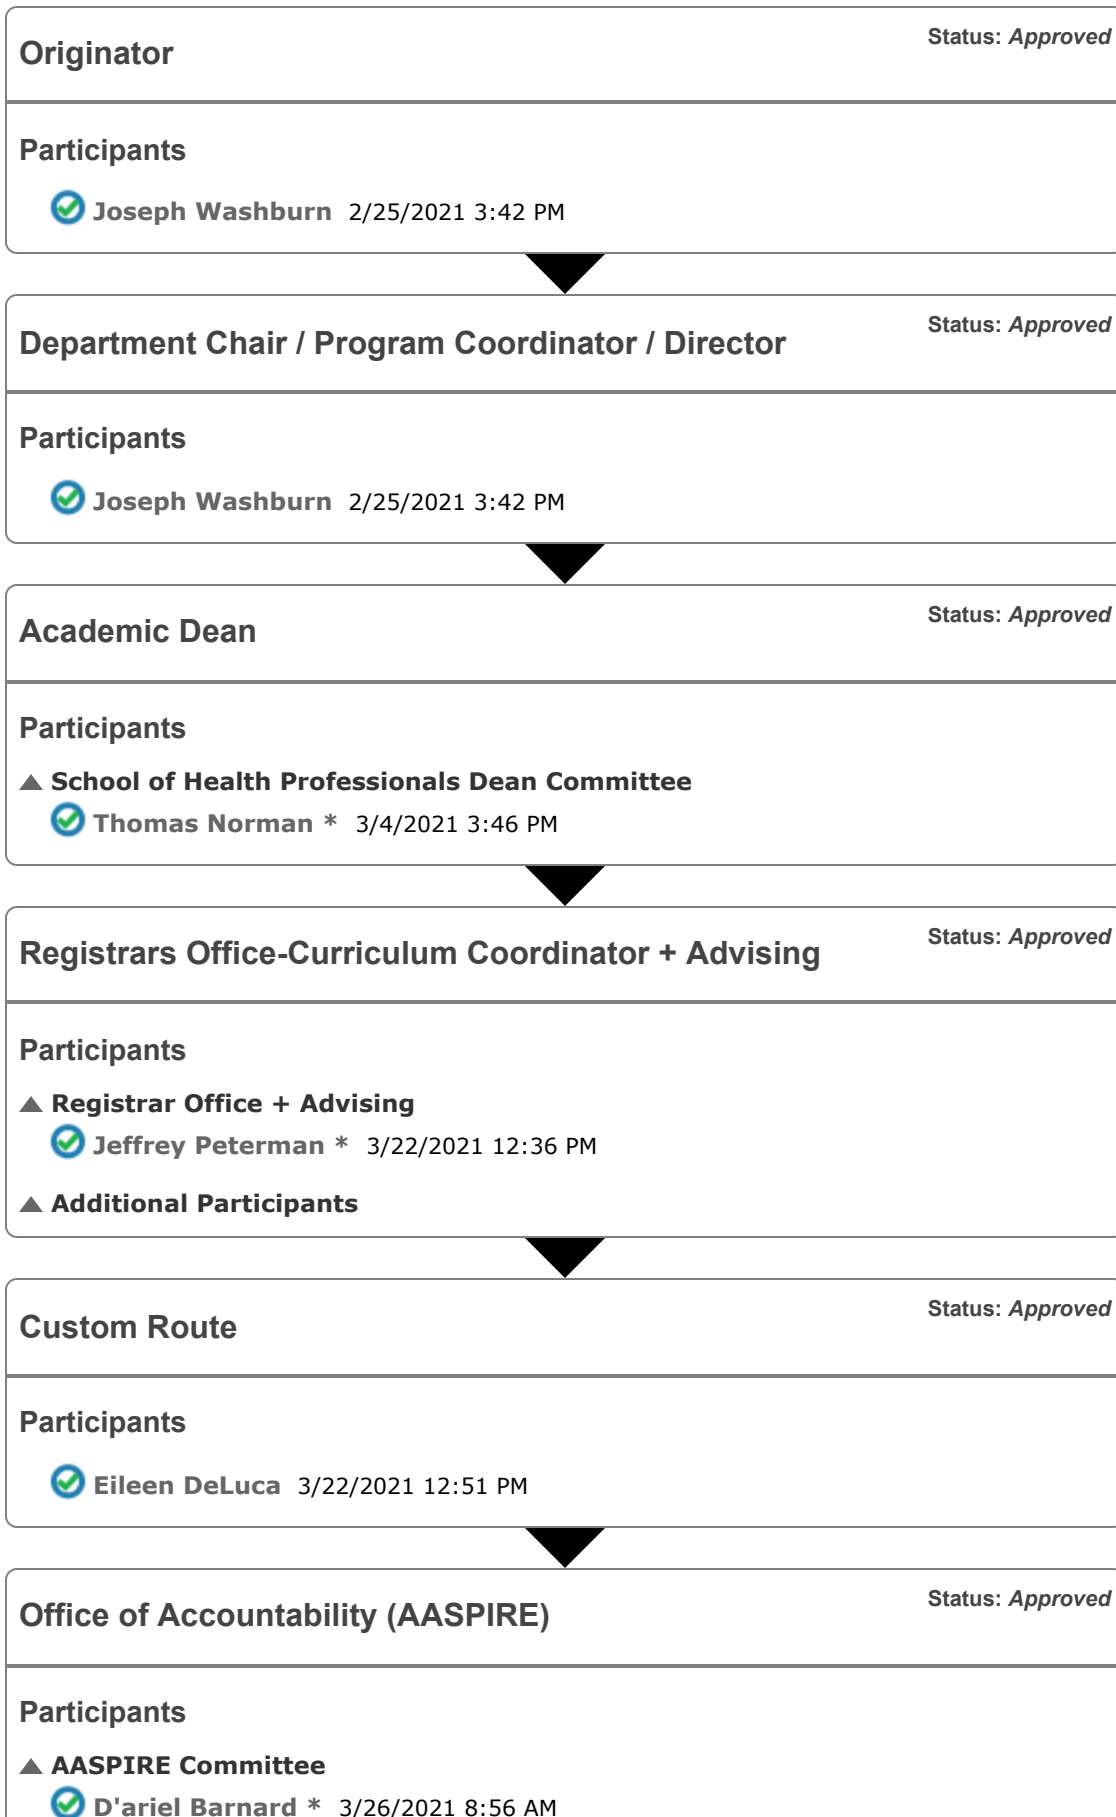 Originator
Status: Approved
Participants
Joseph Washburn 2/25/2021 3:42 PM
Department Chair / Program Coordinator / Director
Status: Approved
Participants
Joseph Washburn 2/25/2021 3:42 PM
Academic Dean
Status: Approved
Participants
School of Health Professionals Dean Committee
Thomas Norman * 3/4/2021 3:46 PM
Registrars Office-Curriculum Coordinator + Advising
Status: Approved
Participants
Registrar Office + Advising
Jeffrey Peterman * 3/22/2021 12:36 PM
Additional Participants
Custom Route
Status: Approved
Participants
Eileen DeLuca 3/22/2021 12:51 PM
Office of Accountability (AASPIRE)
Status: Approved
Participants
AASPIRE Committee
D'ariel Barnard * 3/26/2021 8:56 AM